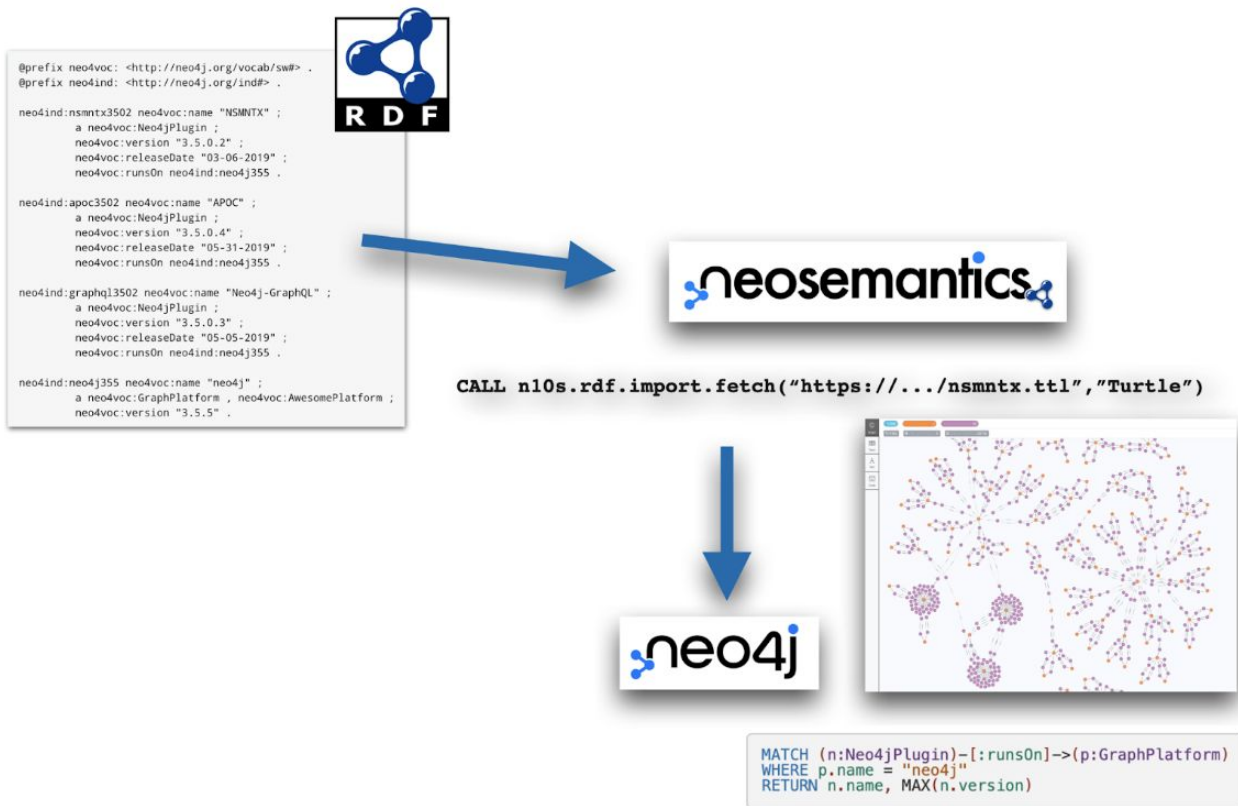 @prefix neo4voc: <http://neo4j.org/vocab/sw#> .
@prefix neo4ind: <http://neo4j.org/ind#> .
neo4ind:nsmntx3502 neo4voc:name "NSMNTX" ;
a neo4voc:Neo4jPlugin ;
neo4voc:version "3.5.0.2" ;
neo4voc:releaseDate "03-06-2019" ;
neo4voc:runsOn neo4ind:neo4j355 .
neo4ind:apoc3502 neo4voc:name "APOC" ;
a neo4voc:Neo4jPlugin ;
neo4voc:version "3.5.0.4" ;
neo4voc:releaseDate "05-31-2019" ;
neo4voc:runsOn neo4ind:neo4j355 .
neo4ind:graphql3502 neo4voc:name "Neo4j-GraphQL" ;
a neo4voc:Neo4jPlugin ;
neo4voc:version "3.5.0.3" ;
neo4voc:releaseDate "05-05-2019" ;
neo4voc:runsOn neo4ind:neo4j355 .
neo4ind:neo4j355 neo4voc:name "neo4j" ;
a neo4voc:GraphPlatform , neo4voc:AwesomePlatform ;
neo4voc:version "3.5.5" .
RDF
neosemantics
CALL n10s.rdf.import.fetch(“https://.../nsmntx.ttl”,”Turtle”)
neo4j
MATCH (n:Neo4jPlugin)-[:runsOn]->(p:GraphPlatform)
WHERE p.name = "neo4j"
RETURN n.name, MAX(n.version)